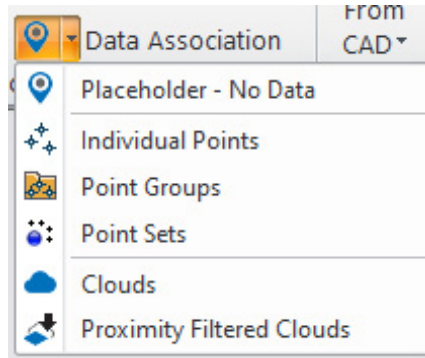 From
Data Association
CAD
Placeholder - No Data
Individual Points
Point Groups
Point Sets
Clouds
Proximity Filtered Clouds